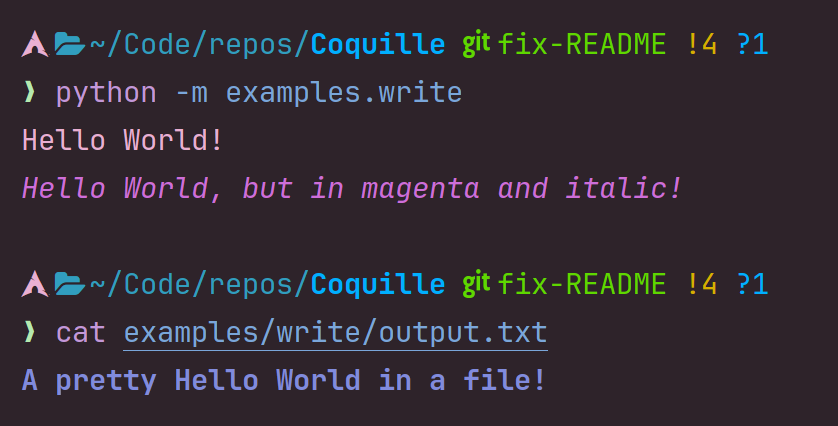 ~/Code/repos/Coquille git fix-README !4 ?1
❯ python -m examples.write
Hello World!
Hello World, but in magenta and italic!
~/Code/repos/Coquille git fix-README !4 ?1
❯ cat examples/write/output.txt
A pretty Hello World in a file!